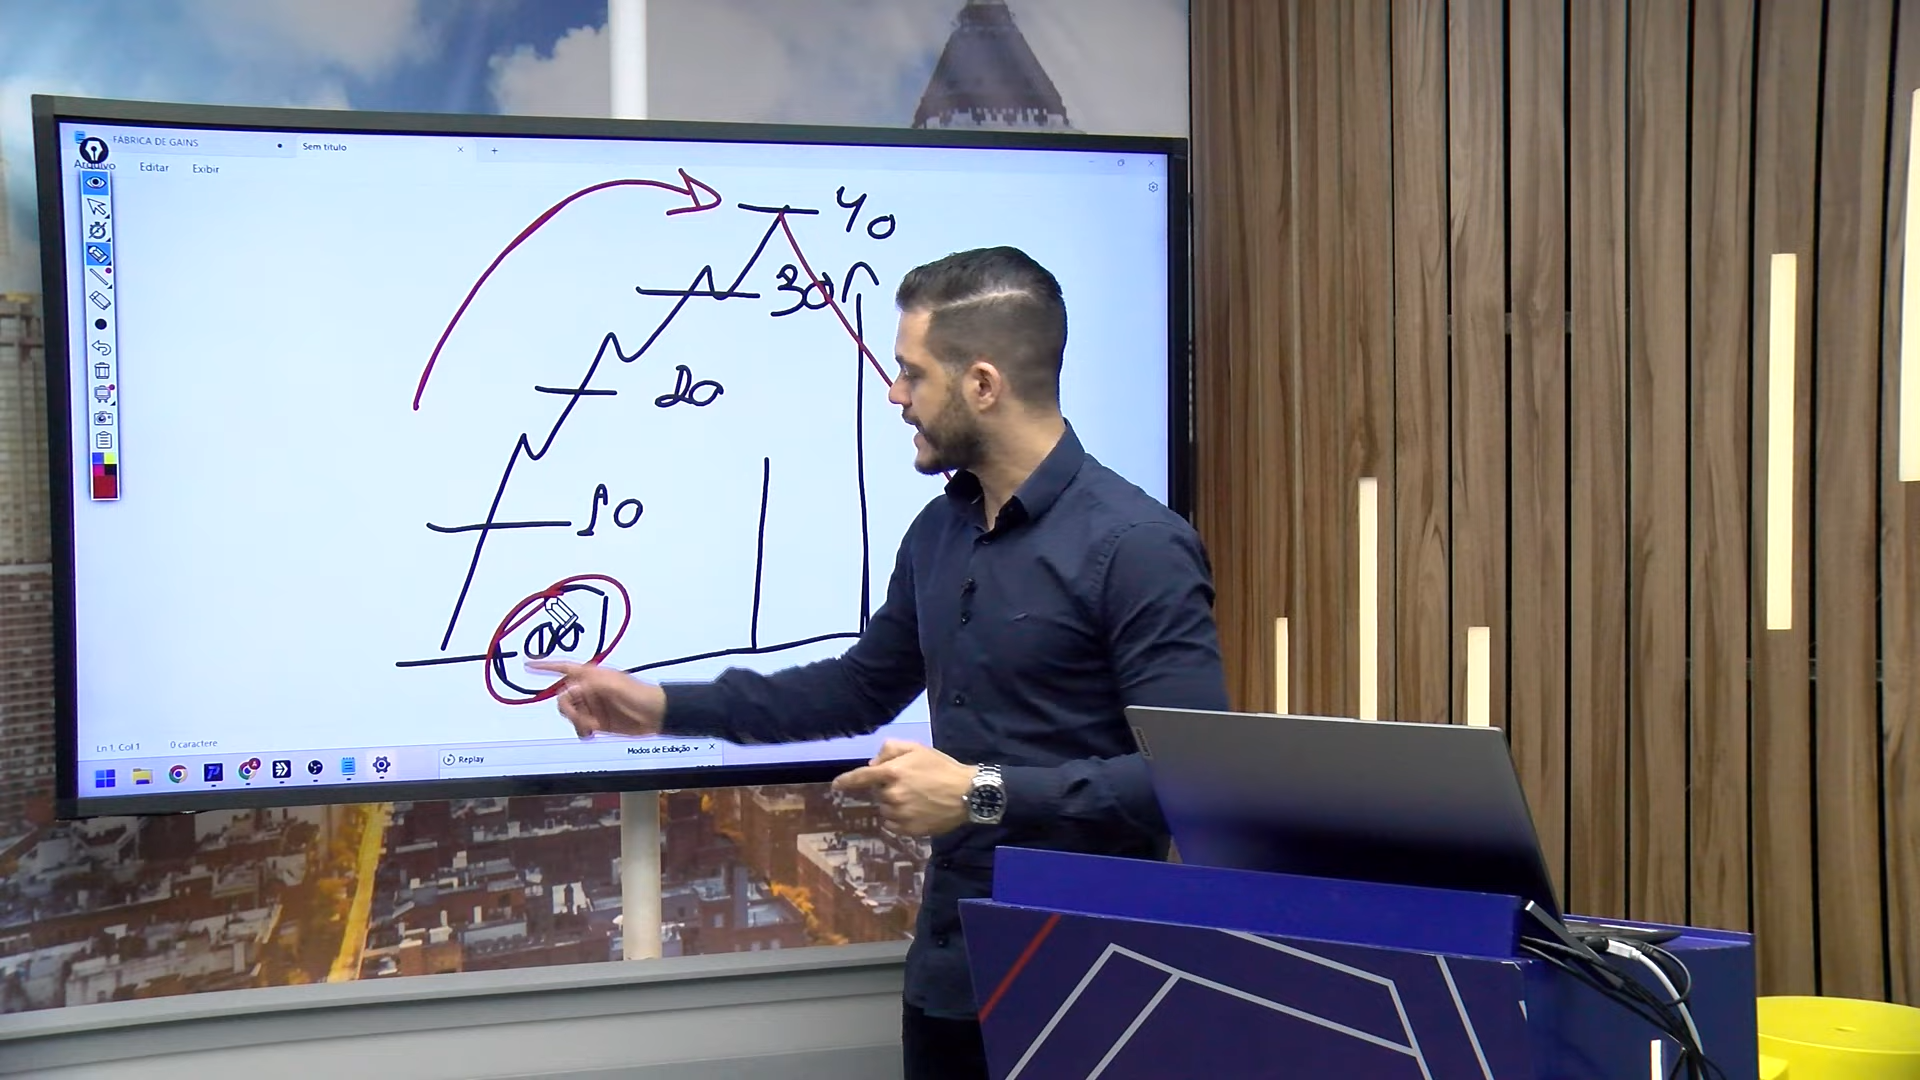 FÁBRICA DE GAINS
Sem título
Arquivo Editar Exibir
40
30
20
10
00
Ln 1, Col 1 0 caractere
Modos de Exibição
Replay